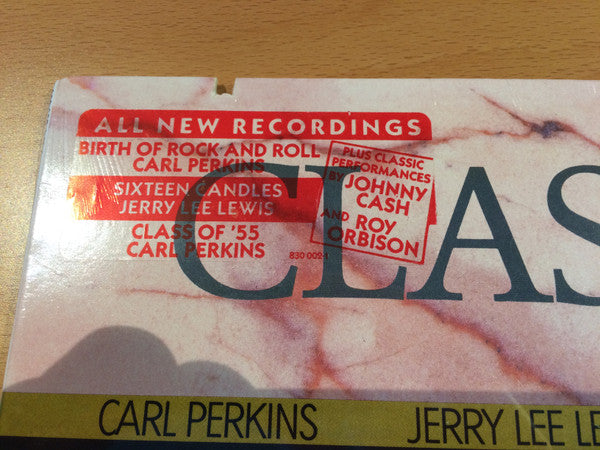 ALL NEW RECORDINGS
BIRTH OF ROCK AND ROLL
CARL PERKINS
SIXTEEN CANDLES
JERRY LEE LEWIS
CLASS OF '55
CARL PERKINS
PLUS CLASSIC
PERFORMANCES
BY JOHNNY
CASH
AND ROY
ORBISON
830 002-1
CLAS
CARL PERKINS
JERRY LEE LE